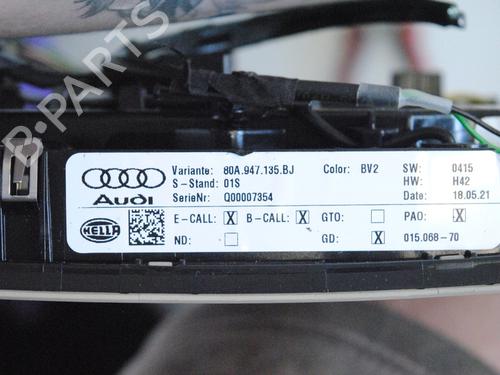 B-PARTS
Audi
Variante: 80A.947.135.BJ Color: BV2 SW: 0415
S-Stand: 01S HW: H42
SerieNr: Q00007354 Date: 18.05.21
HELLA
E-CALL: X B-CALL: X GTO: PAO: X
ND: GD: X 015.068-70